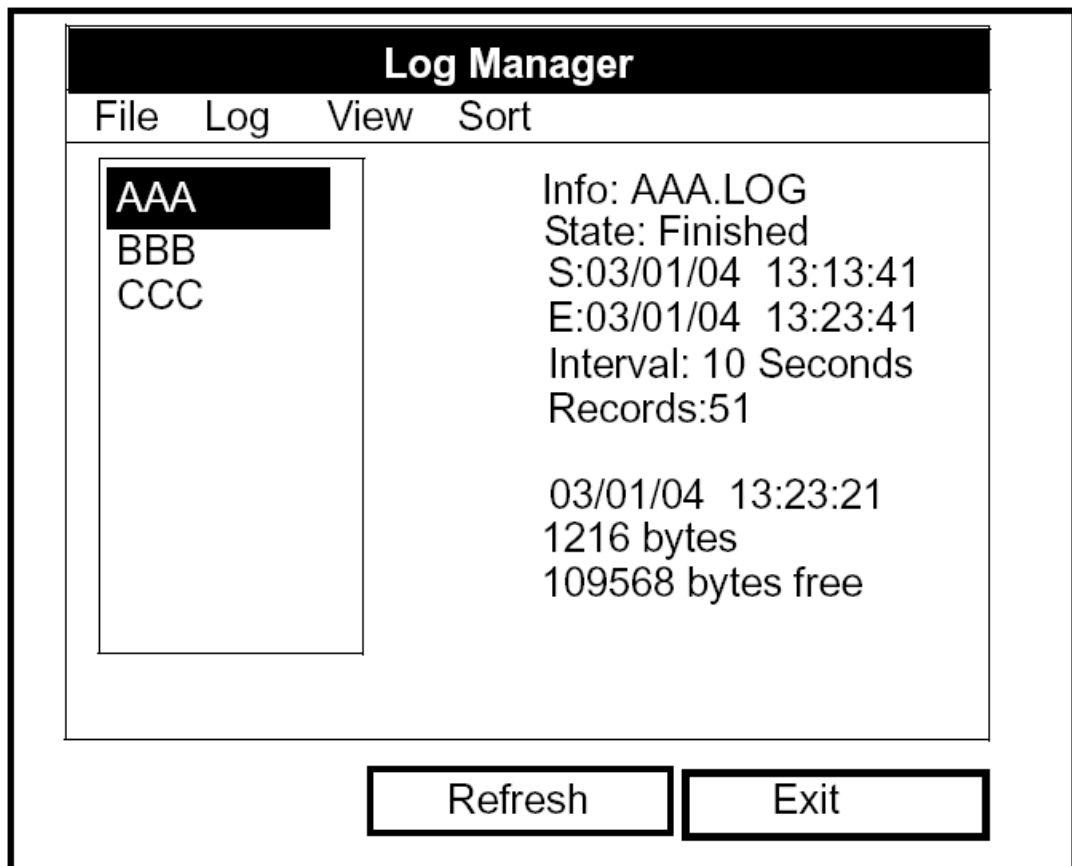 Log Manager
File Log View Sort
AAA
BBB
CCC
Info: AAA.LOG
State: Finished
S:03/01/04 13:13:41
E:03/01/04 13:23:41
Interval: 10 Seconds
Records:51
03/01/04 13:23:21
1216 bytes
109568 bytes free
Refresh
Exit